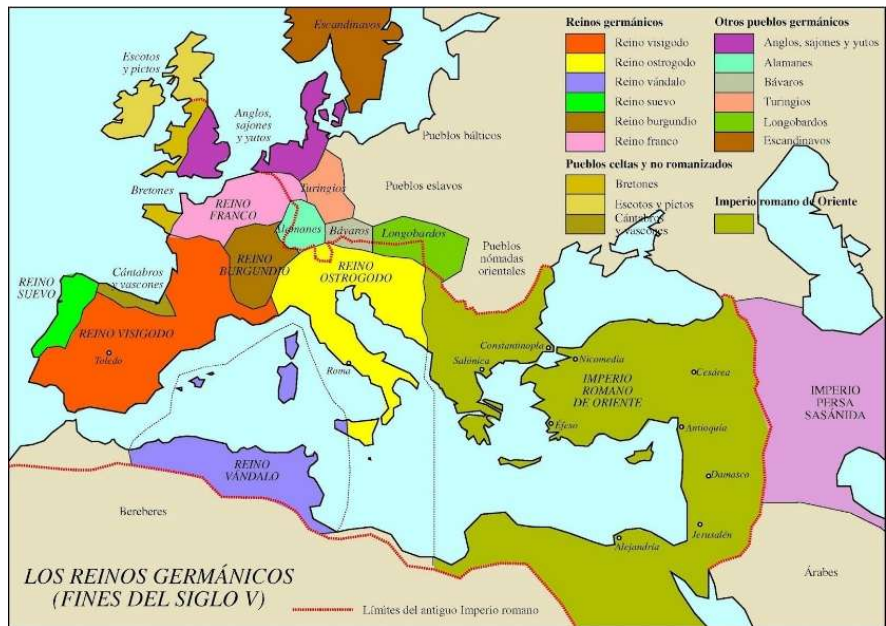 Escandinavos
Escotos
y pictos
Anglos,
sajones
y yutos
Bretones
REINO
FRANCO
Turingios
Alamanes
Bávaros
Longobardos
Pueblos bálticos
Pueblos eslavos
Pueblos
nómadas
orientales
REINO
SUEVO
Cántabros
y vascones
REINO
BURGUNDIO
REINO
OSTROGODO
REINO VISIGODO
Toledo
Roma
REINO
VÁNDALO
Bereberes
Constantinopla
Nicomedia
Salónica
Cesárea
IMPERIO
ROMANO
DE ORIENTE
Efeso
Antioquía
Damasco
Jerusalén
Alejandría
IMPERIO
PERSA
SASÁNIDA
Árabes
Reinos germánicos
Reino visigodo
Reino ostrogodo
Reino vándalo
Reino suevo
Reino burgundio
Reino franco
Otros pueblos germánicos
Anglos, sajones y yutos
Alamanes
Bávaros
Turingios
Longobardos
Escandinavos
Pueblos celtas y no romanizados
Bretones
Escotos y pictos
Cántabros
y vascones
Imperio romano de Oriente
LOS REINOS GERMÁNICOS
(FINES DEL SIGLO V)
Límites del antiguo Imperio romano